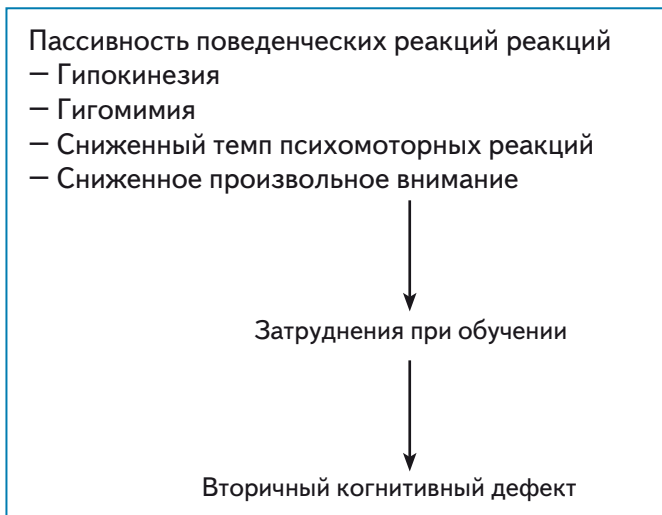 Пассивность поведенческих реакций реакций
— Гипокинезия
— Гигомимия
— Сниженный темп психомоторных реакций
— Сниженное произвольное внимание
Затруднения при обучении
Вторичный когнитивный дефект